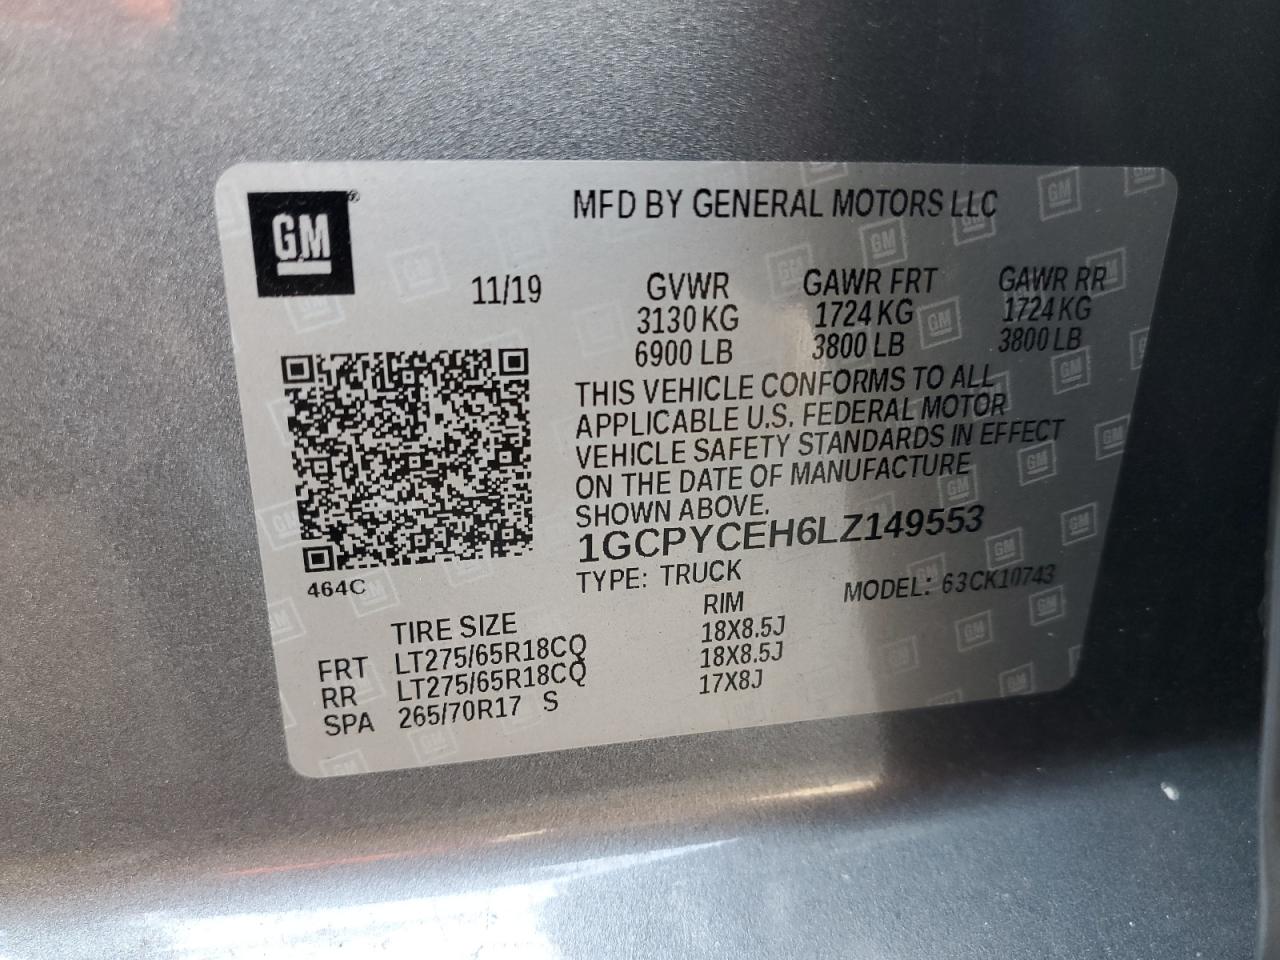 GM®
MFD BY GENERAL MOTORS LLC
11/19
GVWR GAWR FRT GAWR RR
3130 KG 1724 KG 1724 KG
6900 LB 3800 LB 3800 LB
THIS VEHICLE CONFORMS TO ALL
APPLICABLE U.S. FEDERAL MOTOR
VEHICLE SAFETY STANDARDS IN EFFECT
ON THE DATE OF MANUFACTURE
SHOWN ABOVE.
1GCPYCEH6LZ149553
TYPE: TRUCK MODEL: 63CK10743
464C
TIRE SIZE RIM
FRT LT275/65R18CQ 18X8.5J
RR LT275/65R18CQ 18X8.5J
SPA 265/70R17 S 17X8J